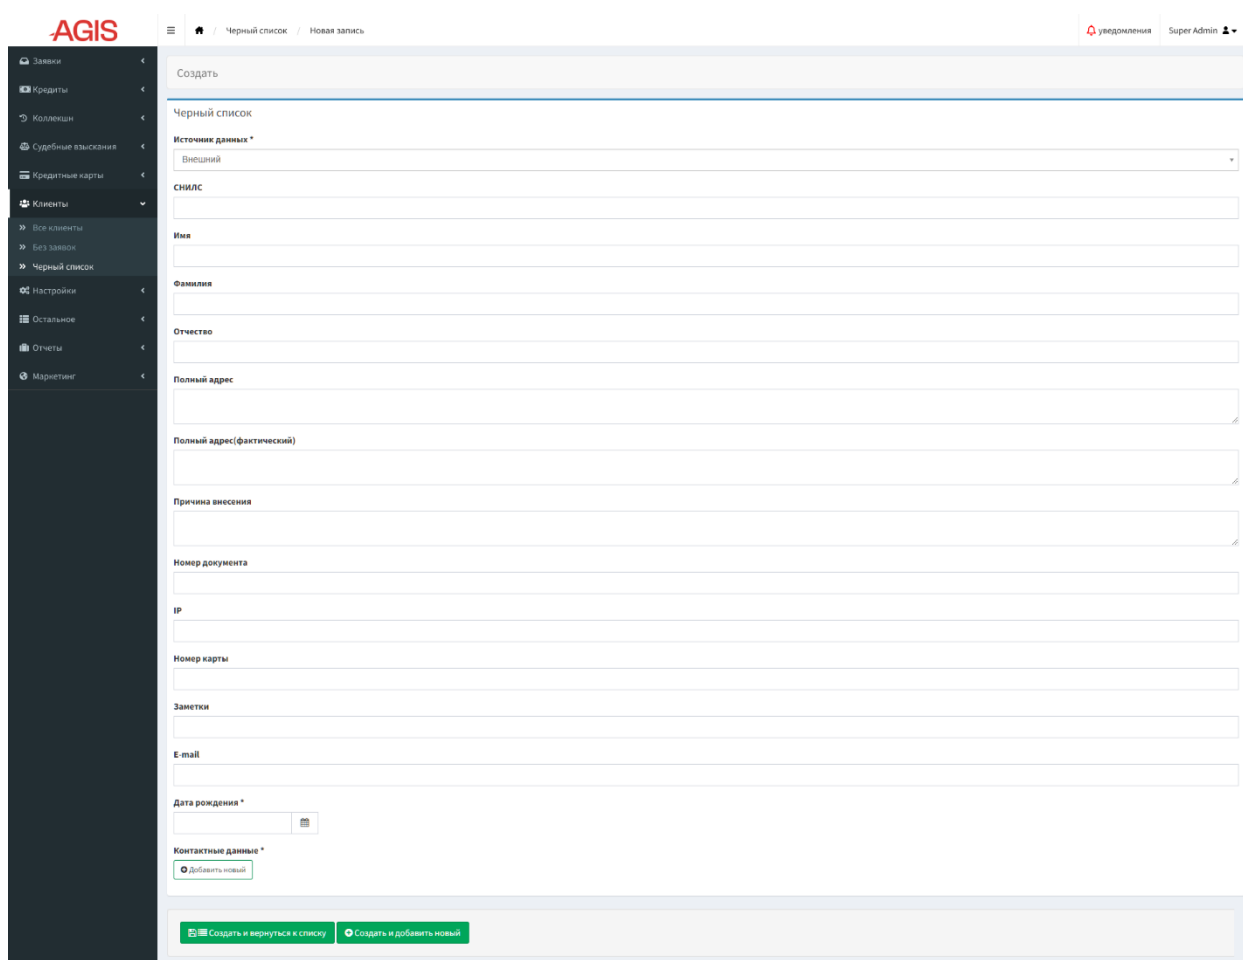 AGIS
/ Черный список / Новая запись
уведомления
Super Admin
Заявки
Кредиты
Коллекшн
Судебные взыскания
Кредитные карты
Клиенты
Все клиенты
Без заявок
Черный список
Настройки
Остальное
Отчеты
Маркетинг
Создать
Черный список
Источник данных *
Внешний
СНИЛС
Имя
Фамилия
Отчество
Полный адрес
Полный адрес(фактический)
Причина внесения
Номер документа
IP
Номер карты
Заметки
E-mail
Дата рождения *
Контактные данные *
Добавить новый
Создать и вернуться к списку
Создать и добавить новый